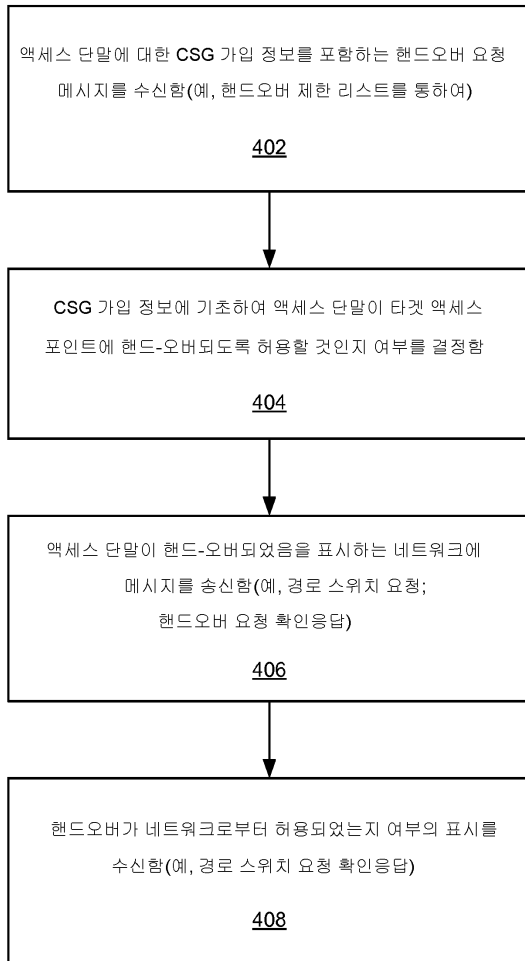 액세스 단말에 대한 CSG 가입 정보를 포함하는 핸드오버 요청
메시지를 수신함(예, 핸드오버 제한 리스트를 통하여)
402
CSG 가입 정보에 기초하여 액세스 단말이 타겟 액세스
포인트에 핸드-오버되도록 허용할 것인지 여부를 결정함
404
액세스 단말이 핸드-오버되었음을 표시하는 네트워크에
메시지를 송신함(예, 경로 스위치 요청;
핸드오버 요청 확인응답)
406
핸드오버가 네트워크로부터 허용되었는지 여부의 표시를
수신함(예, 경로 스위치 요청 확인응답)
408